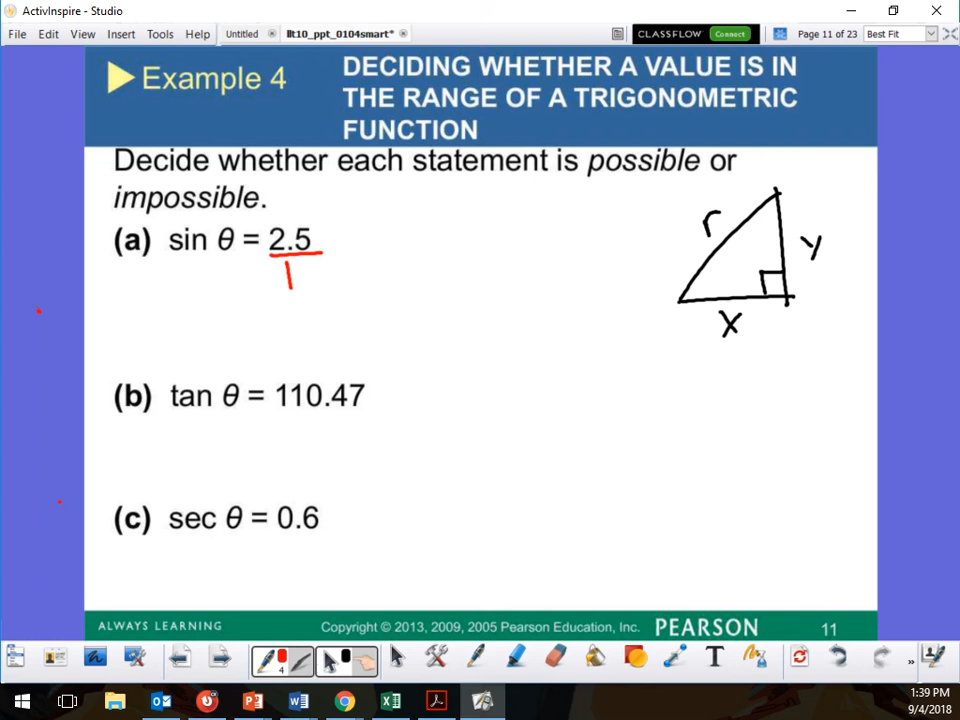 ActivInspire - Studio
File Edit View Insert Tools Help Untitled llt10_ppt_0104smart* CLASSFLOW Connect Page 11 of 23 Best Fit
Example 4
DECIDING WHETHER A VALUE IS IN
THE RANGE OF A TRIGONOMETRIC
FUNCTION
Decide whether each statement is possible or
impossible.
(a) sin θ = 2.5
1
r
y
x
(b) tan θ = 110.47
(c) sec θ = 0.6
ALWAYS LEARNING Copyright © 2013, 2009, 2005 Pearson Education, Inc. PEARSON 11
4 T »
1:39 PM
9/4/2018